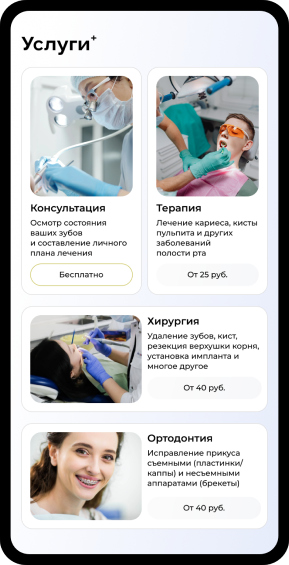 Услуги+
Консультация
Осмотр состояния
ваших зубов
и составление личного
плана лечения
Бесплатно
Терапия
Лечение кариеса, кисты
пульпита и других
заболеваний
полости рта
От 25 руб.
Хирургия
Удаление зубов, кист,
резекция верхушки корня,
установка импланта и
многое другое
От 40 руб.
Ортодонтия
Исправление прикуса
съемными (пластинки/
каппы) и несъемными
аппаратами (брекеты)
От 40 руб.